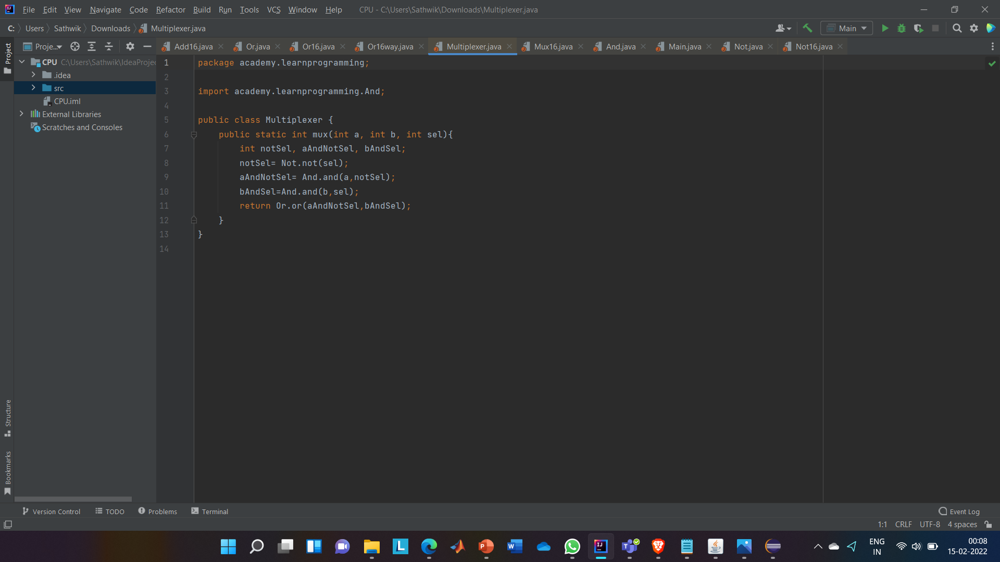 File Edit View Navigate Code Refactor Build Run Tools VCS Window Help CPU - C:\Users\Sathwik\Downloads\Multiplexer.java
C: Users Sathwik Downloads Multiplexer.java Main
Project
Proje... Add16.java Or.java Or16.java Or16way.java Multiplexer.java Mux16.java And.java Main.java Not.java Not16.java
CPU C:\Users\Sathwik\IdeaProjec
.idea
src
CPU.iml
External Libraries
Scratches and Consoles
1 package academy.learnprogramming;
2
3 import academy.learnprogramming.And;
4
5 public class Multiplexer {
6     public static int mux(int a, int b, int sel){
7         int notSel, aAndNotSel, bAndSel;
8         notSel= Not.not(sel);
9         aAndNotSel= And.and(a,notSel);
10         bAndSel=And.and(b,sel);
11         return Or.or(aAndNotSel,bAndSel);
12     }
13 }
14
Structure
Bookmarks
Version Control TODO Problems Terminal Event Log
1:1 CRLF UTF-8 4 spaces
ENG
IN
00:08
15-02-2022